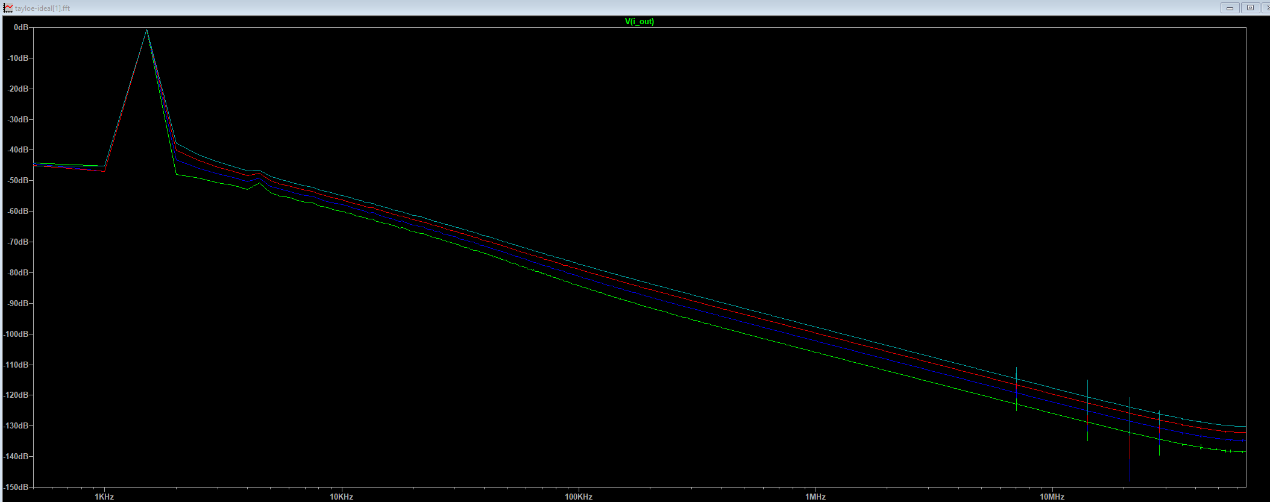 tayloe-ideal[1].fft
V(i_out)
0dB
-10dB
-20dB
-30dB
-40dB
-50dB
-60dB
-70dB
-80dB
-90dB
-100dB
-110dB
-120dB
-130dB
-140dB
-150dB
1KHz 10KHz 100KHz 1MHz 10MHz